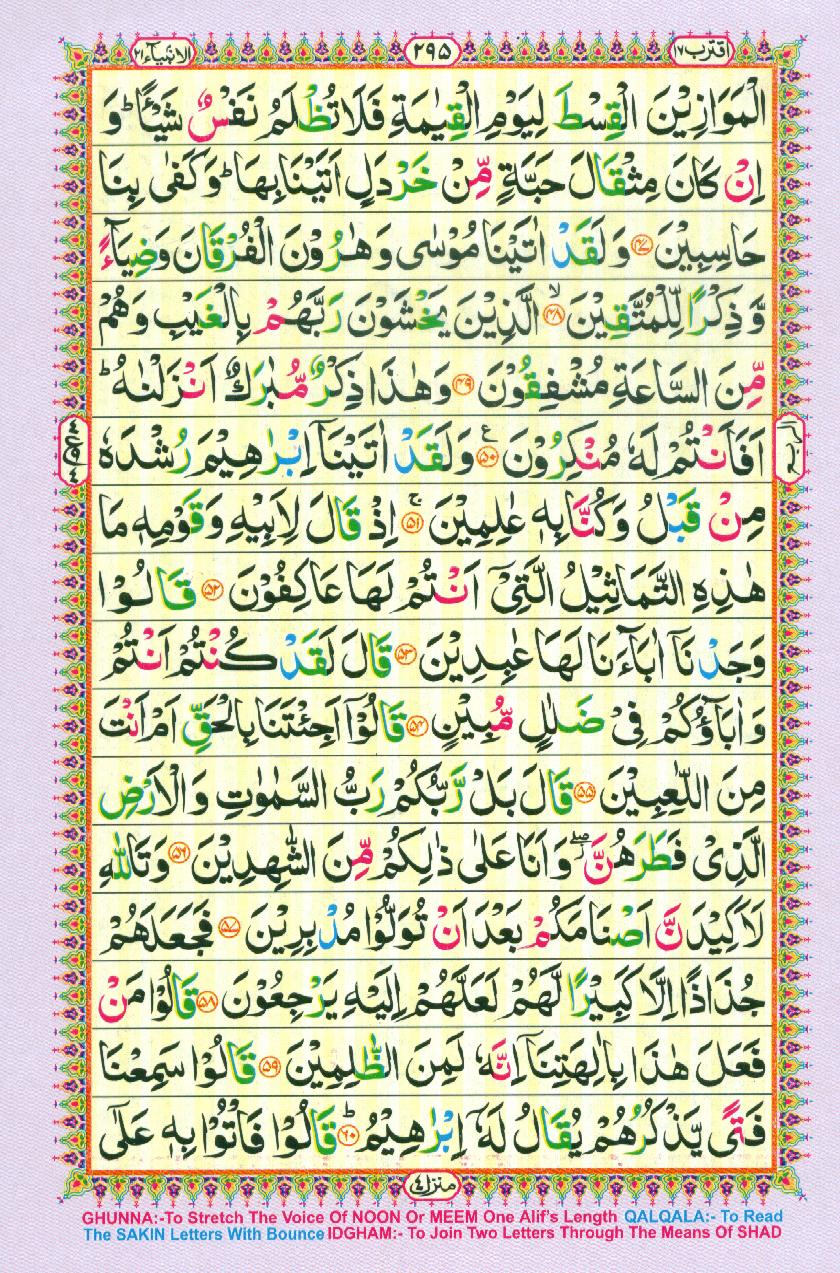 اقترب ١٧
٢٩٥
الانبیآء ٢١
الْمَوَازِيْنَ الْقِسْطَ لِيَوْمِ الْقِيٰمَةِ فَلَا تُظْلَمُ نَفْسٌ شَيْـًٔا ؕ وَ
اِنْ كَانَ مِثْقَالَ حَبَّةٍ مِّنْ خَرْدَلٍ اَتَيْنَا بِهَا ؕ وَكَفٰى بِنَا
حَاسِبِيْنَ ﴿٤٧﴾ وَلَقَدْ اٰتَيْنَا مُوْسٰى وَهٰرُوْنَ الْفُرْقَانَ وَضِيَآءً
وَّذِكْرًا لِّلْمُتَّقِيْنَ ۙ ﴿٤٨﴾ الَّذِيْنَ يَخْشَوْنَ رَبَّهُمْ بِالْغَيْبِ وَهُمْ
مِّنَ السَّاعَةِ مُشْفِقُوْنَ ﴿٤٩﴾ وَهٰذَا ذِكْرٌ مُّبٰرَكٌ اَنْزَلْنٰهُ ؕ
اَفَاَنْتُمْ لَهٗ مُنْكِرُوْنَ ﴿٥٠﴾ ع وَلَقَدْ اٰتَيْنَآ اِبْرٰهِيْمَ رُشْدَهٗ
مِنْ قَبْلُ وَكُنَّا بِهٖ عٰلِمِيْنَ ۚ ﴿٥١﴾ اِذْ قَالَ لِاَبِيْهِ وَقَوْمِهٖ مَا
هٰذِهِ التَّمَاثِيْلُ الَّتِىْٓ اَنْتُمْ لَهَا عَاكِفُوْنَ ﴿٥٢﴾ قَالُوْا
وَجَدْنَآ اٰبَآءَنَا لَهَا عٰبِدِيْنَ ﴿٥٣﴾ قَالَ لَقَدْ كُنْتُمْ اَنْتُمْ
وَاٰبَآؤُكُمْ فِىْ ضَلٰلٍ مُّبِيْنٍ ﴿٥٤﴾ قَالُوْٓا اَجِئْتَنَا بِالْحَقِّ اَمْ اَنْتَ
مِنَ اللّٰعِبِيْنَ ﴿٥٥﴾ قَالَ بَلْ رَّبُّكُمْ رَبُّ السَّمٰوٰتِ وَالْاَرْضِ
الَّذِىْ فَطَرَهُنَّ ۖ وَاَنَا عَلٰى ذٰلِكُمْ مِّنَ الشّٰهِدِيْنَ ﴿٥٦﴾ وَتَاللّٰهِ
لَاَكِيْدَنَّ اَصْنَامَكُمْ بَعْدَ اَنْ تُوَلُّوْا مُدْبِرِيْنَ ﴿٥٧﴾ فَجَعَلَهُمْ
جُذَاذًا اِلَّا كَبِيْرًا لَّهُمْ لَعَلَّهُمْ اِلَيْهِ يَرْجِعُوْنَ ﴿٥٨﴾ قَالُوْا مَنْ
فَعَلَ هٰذَا بِاٰلِهَتِنَآ اِنَّهٗ لَمِنَ الظّٰلِمِيْنَ ﴿٥٩﴾ قَالُوْا سَمِعْنَا
فَتًى يَّذْكُرُهُمْ يُقَالُ لَهٗٓ اِبْرٰهِيْمُ ؕ ﴿٦٠﴾ قَالُوْا فَاْتُوْا بِهٖ عَلٰٓى
منزل ٤
GHUNNA:-To Stretch The Voice Of NOON Or MEEM One Alif's Length QALQALA:- To Read
The SAKIN Letters With Bounce IDGHAM:- To Join Two Letters Through The Means Of SHAD